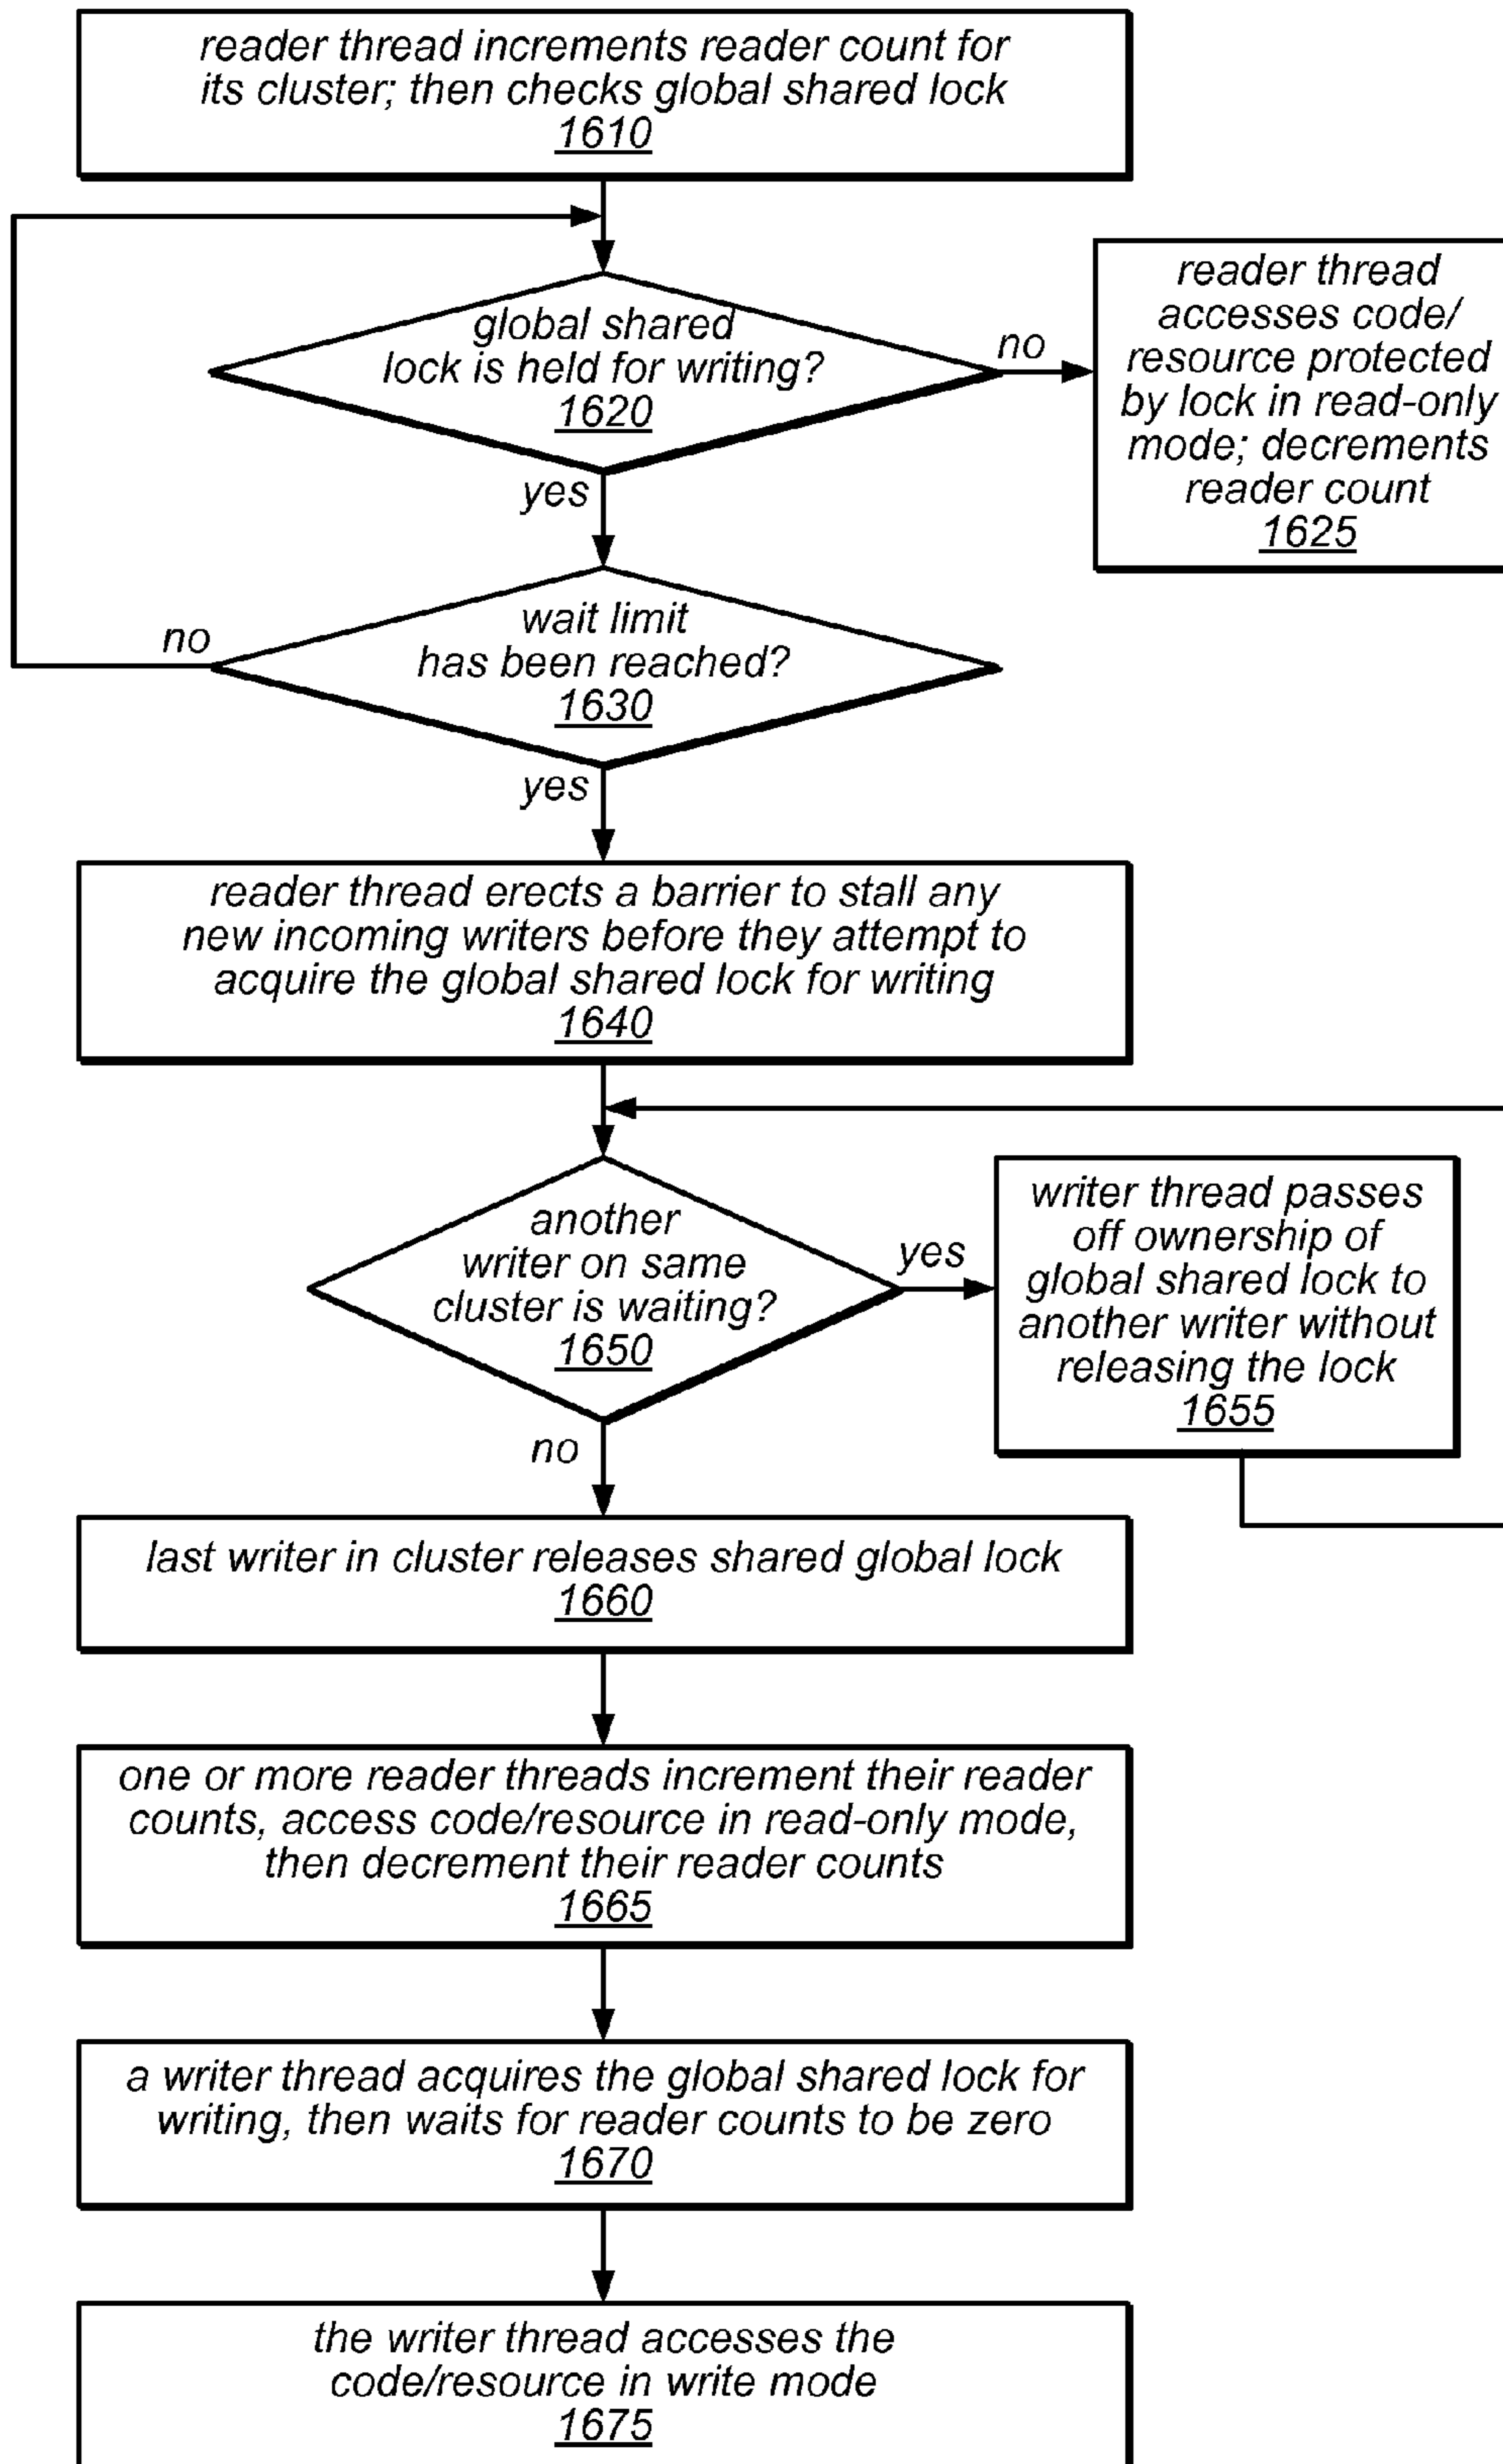 reader thread increments reader count for
its cluster; then checks global shared lock
1610
global shared
lock is held for writing?
1620
no
reader thread
accesses code/
resource protected
by lock in read-only
mode; decrements
reader count
1625
yes
wait limit
has been reached?
1630
no
yes
reader thread erects a barrier to stall any
new incoming writers before they attempt to
acquire the global shared lock for writing
1640
another
writer on same
cluster is waiting?
1650
yes
writer thread passes
off ownership of
global shared lock to
another writer without
releasing the lock
1655
no
last writer in cluster releases shared global lock
1660
one or more reader threads increment their reader
counts, access code/resource in read-only mode,
then decrement their reader counts
1665
a writer thread acquires the global shared lock for
writing, then waits for reader counts to be zero
1670
the writer thread accesses the
code/resource in write mode
1675